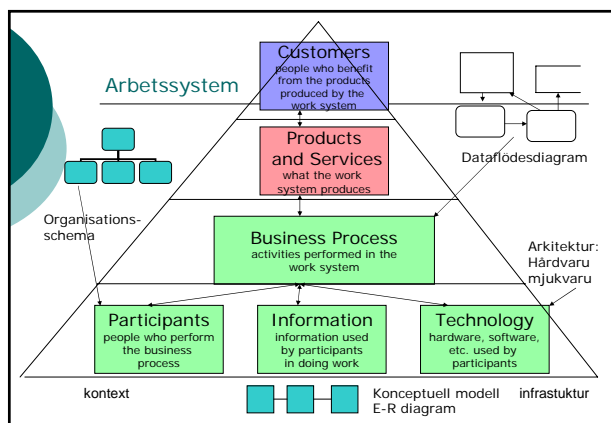 Arbetssystem
Customers
people who benefit
from the products
produced by the
work system
Products
and Services
what the work
system produces
Dataflödesdiagram
Organisations-
schema
Business Process
activities performed in the
work system
Arkitektur:
Hårdvaru
mjukvaru
Participants
people who perform
the business
process
Information
information used
by participants
in doing work
Technology
hardware, software,
etc. used by
participants
kontext
Konceptuell modell
E-R diagram
infrastuktur